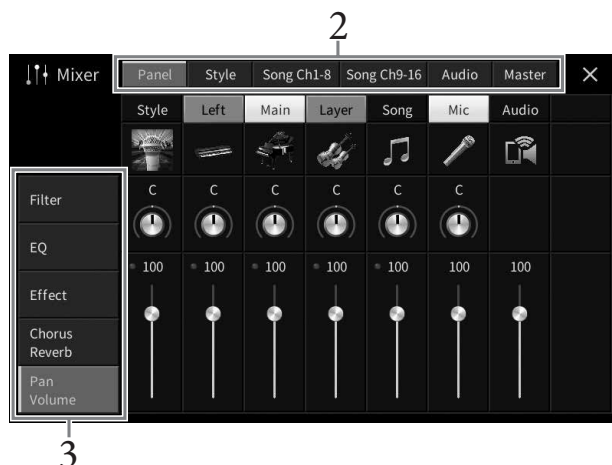 2
Mixer
Panel Style Song Ch1-8 Song Ch9-16 Audio Master ×
Style Left Main Layer Song Mic Audio
Filter
C C C C C C
EQ
100 100 100 100 100 100 100
Effect
Chorus
Reverb
Pan
Volume
3